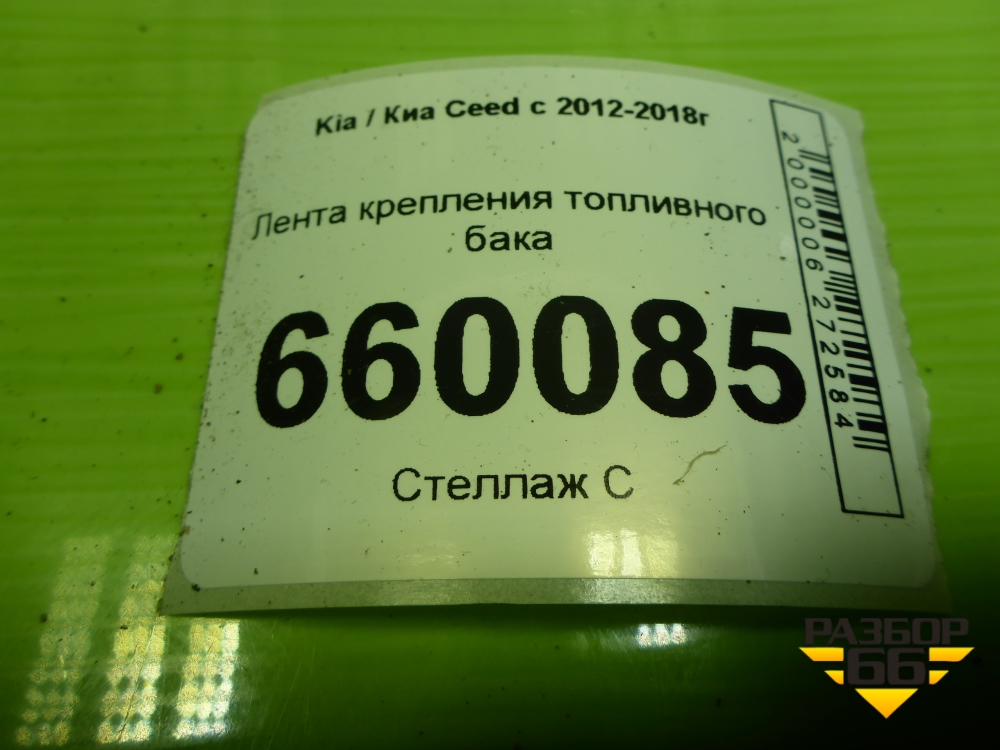 Kia / Киа Ceed с 2012-2018г
Лента крепления топливного
бака
660085
Стеллаж С
2000006272584
РАЗБОР
66